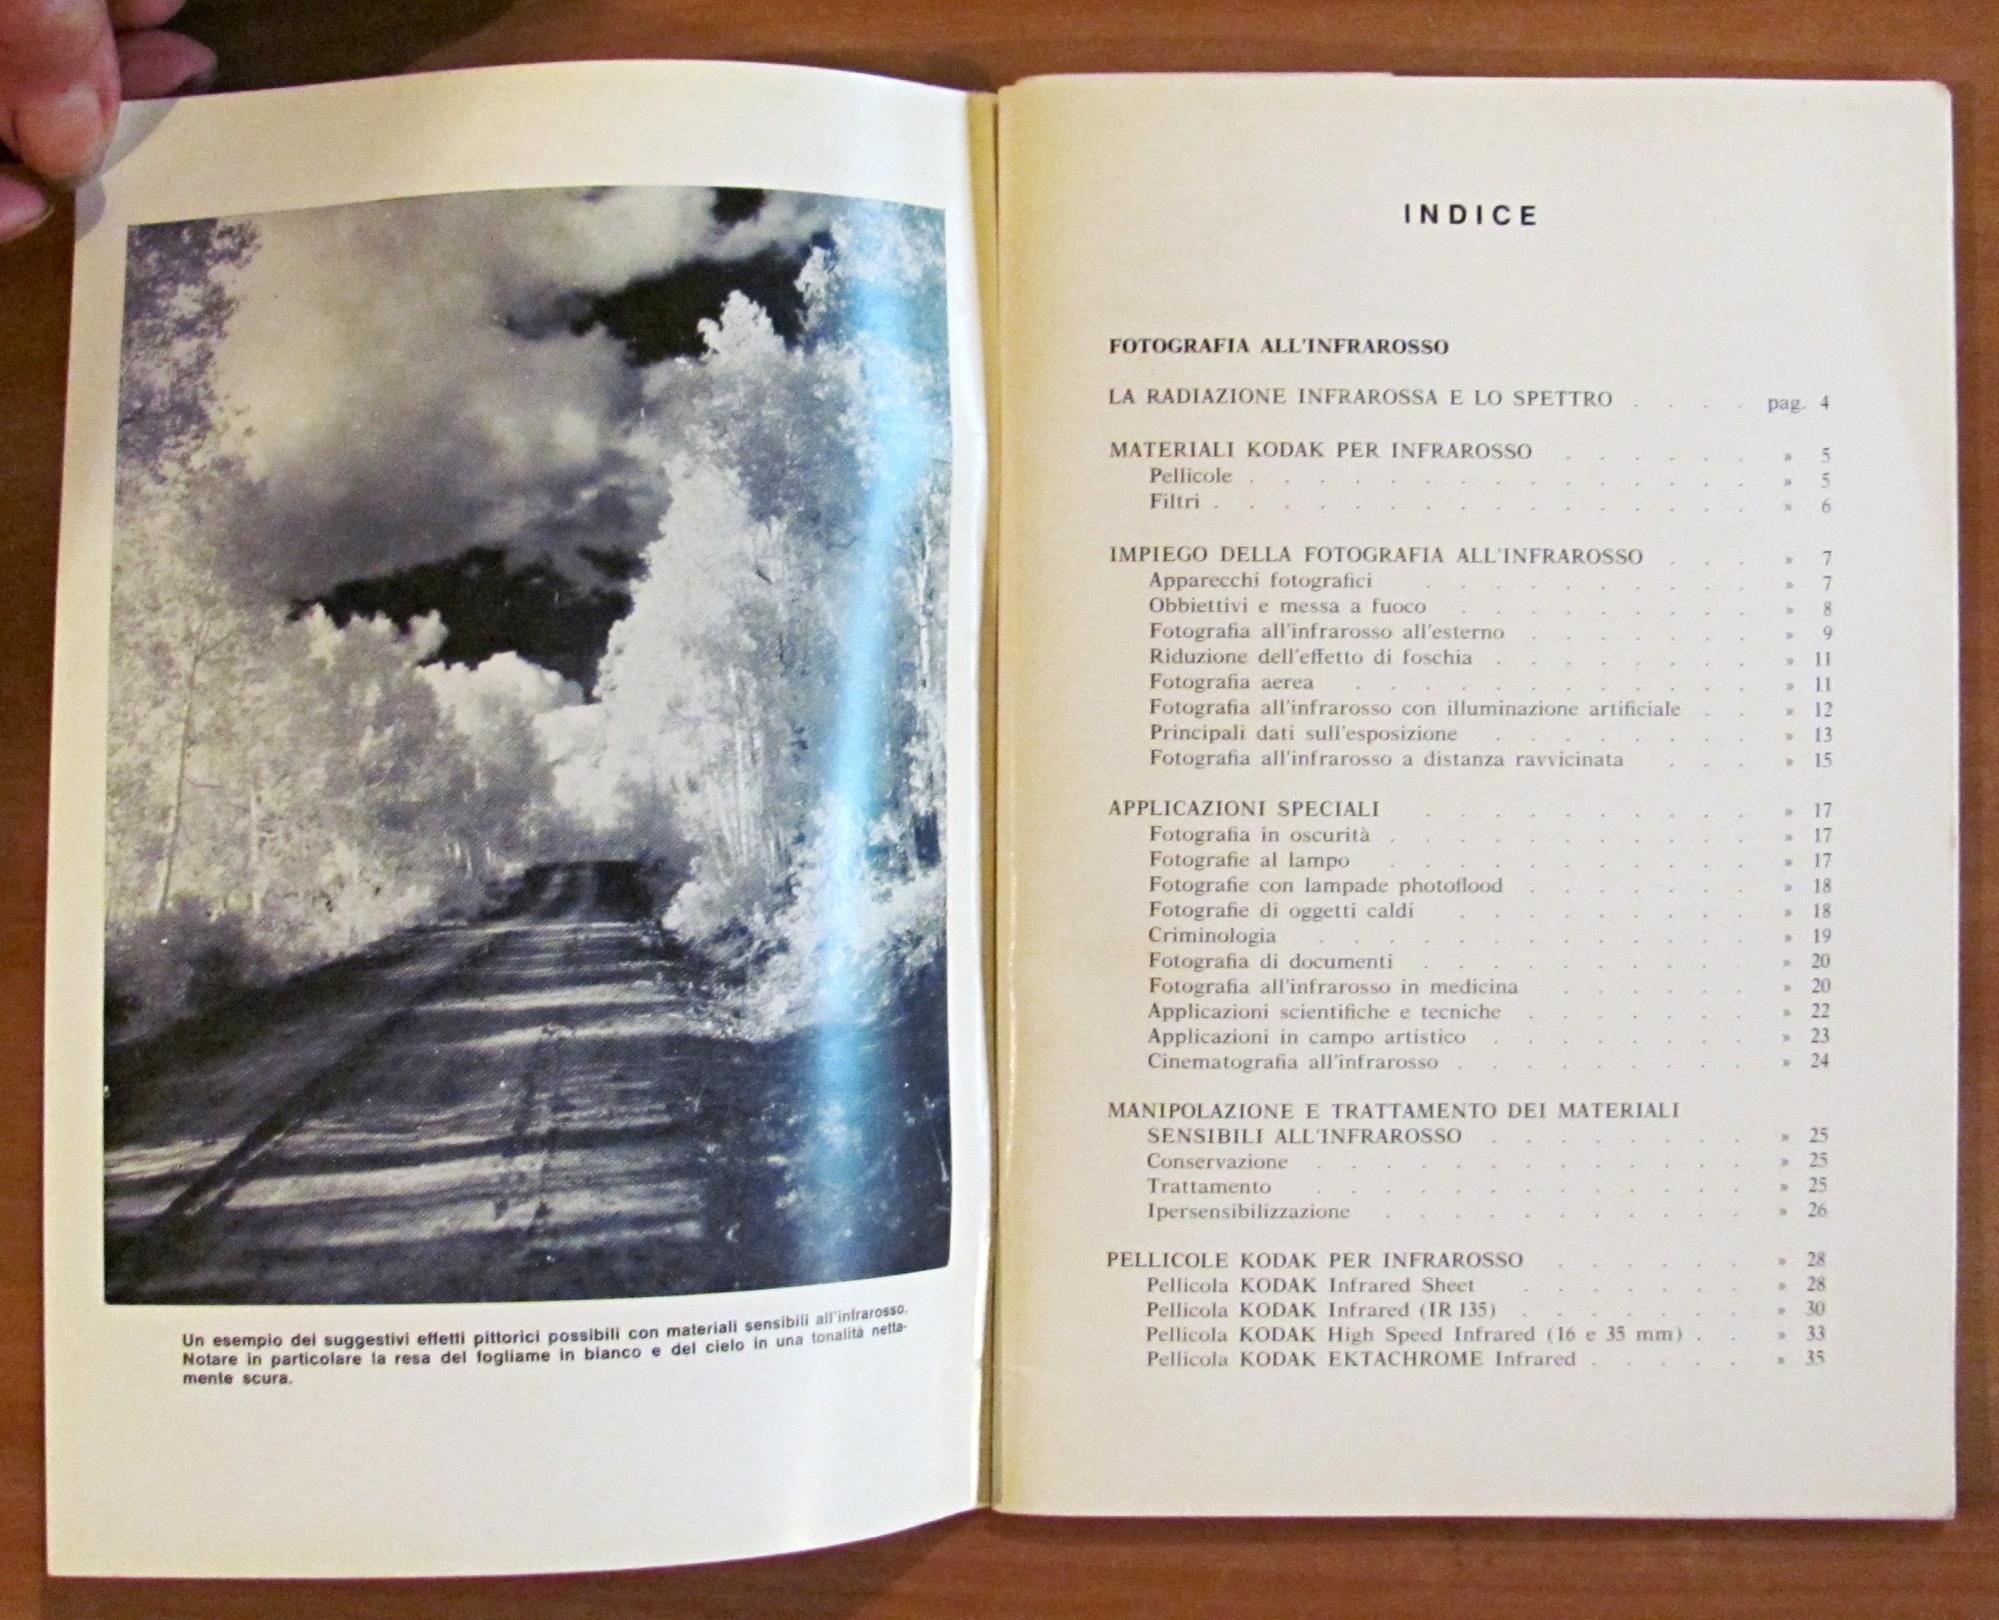 Un esempio dei suggestivi effetti pittorici possibili con materiali sensibili all'infrarosso.
Notare in particolare la resa del fogliame in bianco e del cielo in una tonalità netta-
mente scura.
INDICE
FOTOGRAFIA ALL'INFRAROSSO
LA RADIAZIONE INFRAROSSA E LO SPETTRO . . . . pag. 4
MATERIALI KODAK PER INFRAROSSO . . . . . . » 5
Pellicole . . . . . . . . . . . . . . . » 5
Filtri . . . . . . . . . . . . . . . . » 6
IMPIEGO DELLA FOTOGRAFIA ALL'INFRAROSSO . . . » 7
Apparecchi fotografici . . . . . . . . . . » 7
Obbiettivi e messa a fuoco . . . . . . . . . » 8
Fotografia all'infrarosso all'esterno . . . . . . . » 9
Riduzione dell'effetto di foschia . . . . . . . . » 11
Fotografia aerea . . . . . . . . . . . . » 11
Fotografia all'infrarosso con illuminazione artificiale . . » 12
Principali dati sull'esposizione . . . . . . . . » 13
Fotografia all'infrarosso a distanza ravvicinata . . . » 15
APPLICAZIONI SPECIALI . . . . . . . . . . » 17
Fotografia in oscurità . . . . . . . . . . . » 17
Fotografie al lampo . . . . . . . . . . . » 17
Fotografie con lampade photoflood . . . . . . . » 18
Fotografie di oggetti caldi . . . . . . . . . » 18
Criminologia . . . . . . . . . . . . . » 19
Fotografia di documenti . . . . . . . . . . » 20
Fotografia all'infrarosso in medicina . . . . . . » 20
Applicazioni scientifiche e tecniche . . . . . . . » 22
Applicazioni in campo artistico . . . . . . . . » 23
Cinematografia all'infrarosso . . . . . . . . . » 24
MANIPOLAZIONE E TRATTAMENTO DEI MATERIALI
SENSIBILI ALL'INFRAROSSO . . . . . . . . » 25
Conservazione . . . . . . . . . . . . . » 25
Trattamento . . . . . . . . . . . . . » 25
Ipersensibilizzazione . . . . . . . . . . . » 26
PELLICOLE KODAK PER INFRAROSSO . . . . . . » 28
Pellicola KODAK Infrared Sheet . . . . . . . . » 28
Pellicola KODAK Infrared (IR 135) . . . . . . . » 30
Pellicola KODAK High Speed Infrared (16 e 35 mm) . . » 33
Pellicola KODAK EKTACHROME Infrared . . . . . » 35